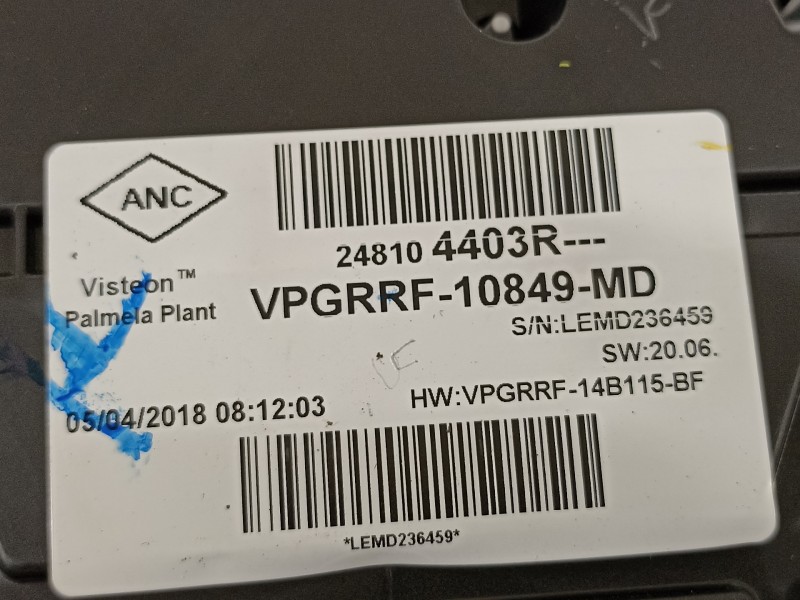 ANC
24810 4403R---
Visteon™
Palmela Plant
VPGRRF-10849-MD
S/N:LEMD236459
SW:20.06.
HW:VPGRRF-14B115-BF
05/04/2018 08:12:03
*LEMD236459*